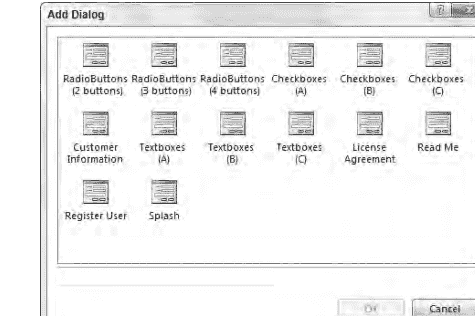 Add Dialog
RadioButtons RadioButtons RadioButtons Checkboxes Checkboxes Checkboxes
(2 buttons) (3 buttons) (4 buttons) (A) (B) (C)
Customer Textboxes Textboxes Textboxes License Read Me
Information (A) (B) (C) Agreement
Register User Splash
Cancel